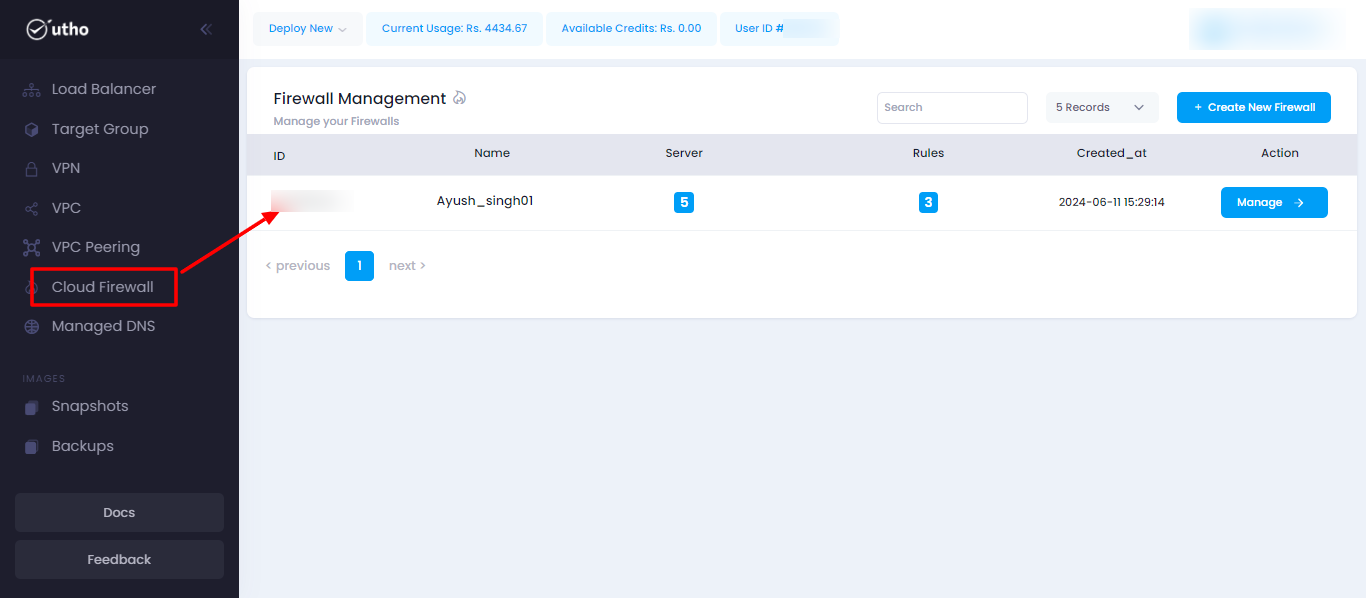 utho
Load Balancer
Target Group
VPN
VPC
VPC Peering
Cloud Firewall
Managed DNS
IMAGES
Snapshots
Backups
Docs
Feedback
Deploy New
Current Usage: Rs. 4434.67
Available Credits: Rs. 0.00
User ID #
Firewall Management
Manage your Firewalls
Search
5 Records
+ Create New Firewall
ID Name Server Rules Created_at Action
Ayush_singh01 5 3 2024-06-11 15:29:14 Manage →
< previous 1 next >